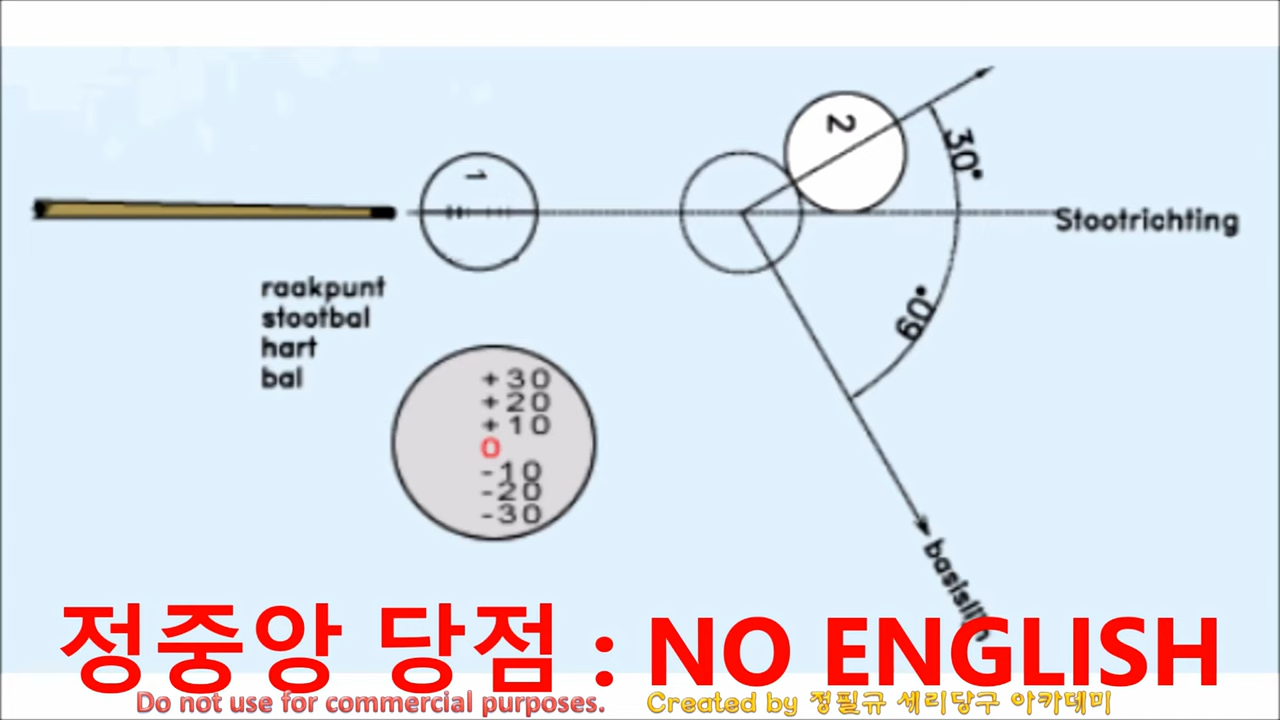 1
2
30°
Stootrichting
raakpunt
stootbal
hart
bal
60°
+30
+20
+10
0
-10
-20
-30
정중앙 당점 : NO ENGLISH
Do not use for commercial purposes. Created by 정필규 세리당구 아카데미